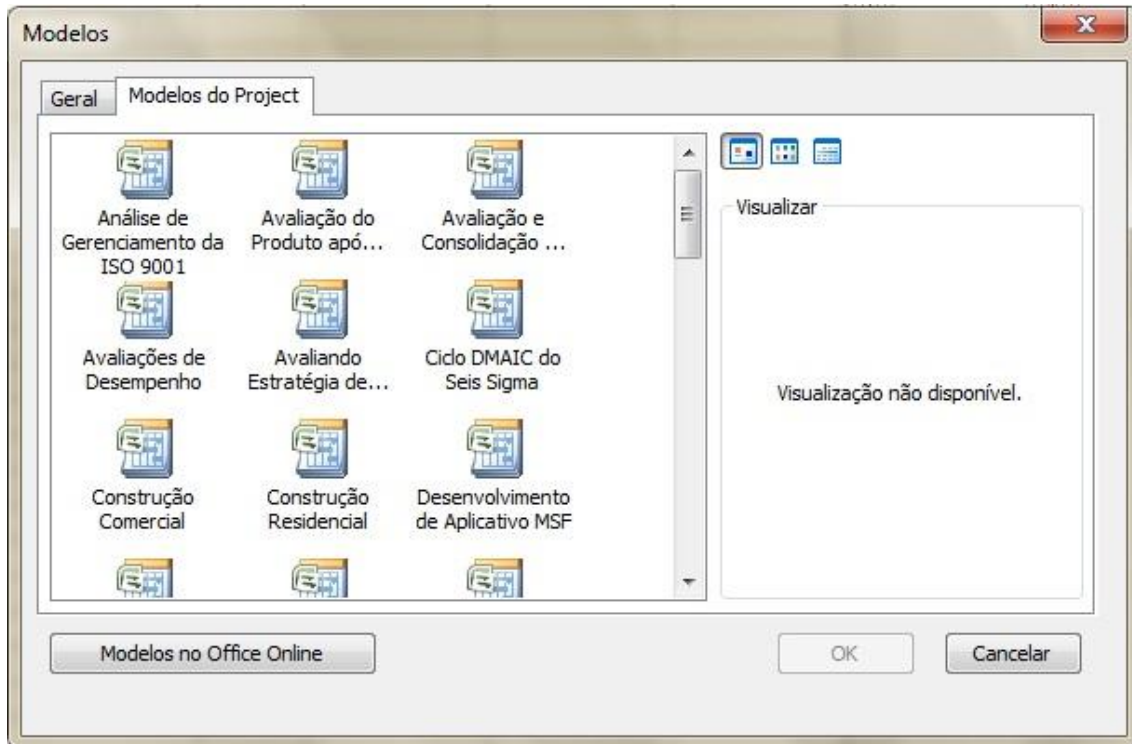 Modelos
Geral
Modelos do Project
Análise de
Gerenciamento da
ISO 9001
Avaliação do
Produto apó...
Avaliação e
Consolidação ...
Avaliações de
Desempenho
Avaliando
Estratégia de...
Ciclo DMAIC do
Seis Sigma
Construção
Comercial
Construção
Residencial
Desenvolvimento
de Aplicativo MSF
Visualizar
Visualização não disponível.
Modelos no Office Online
OK
Cancelar